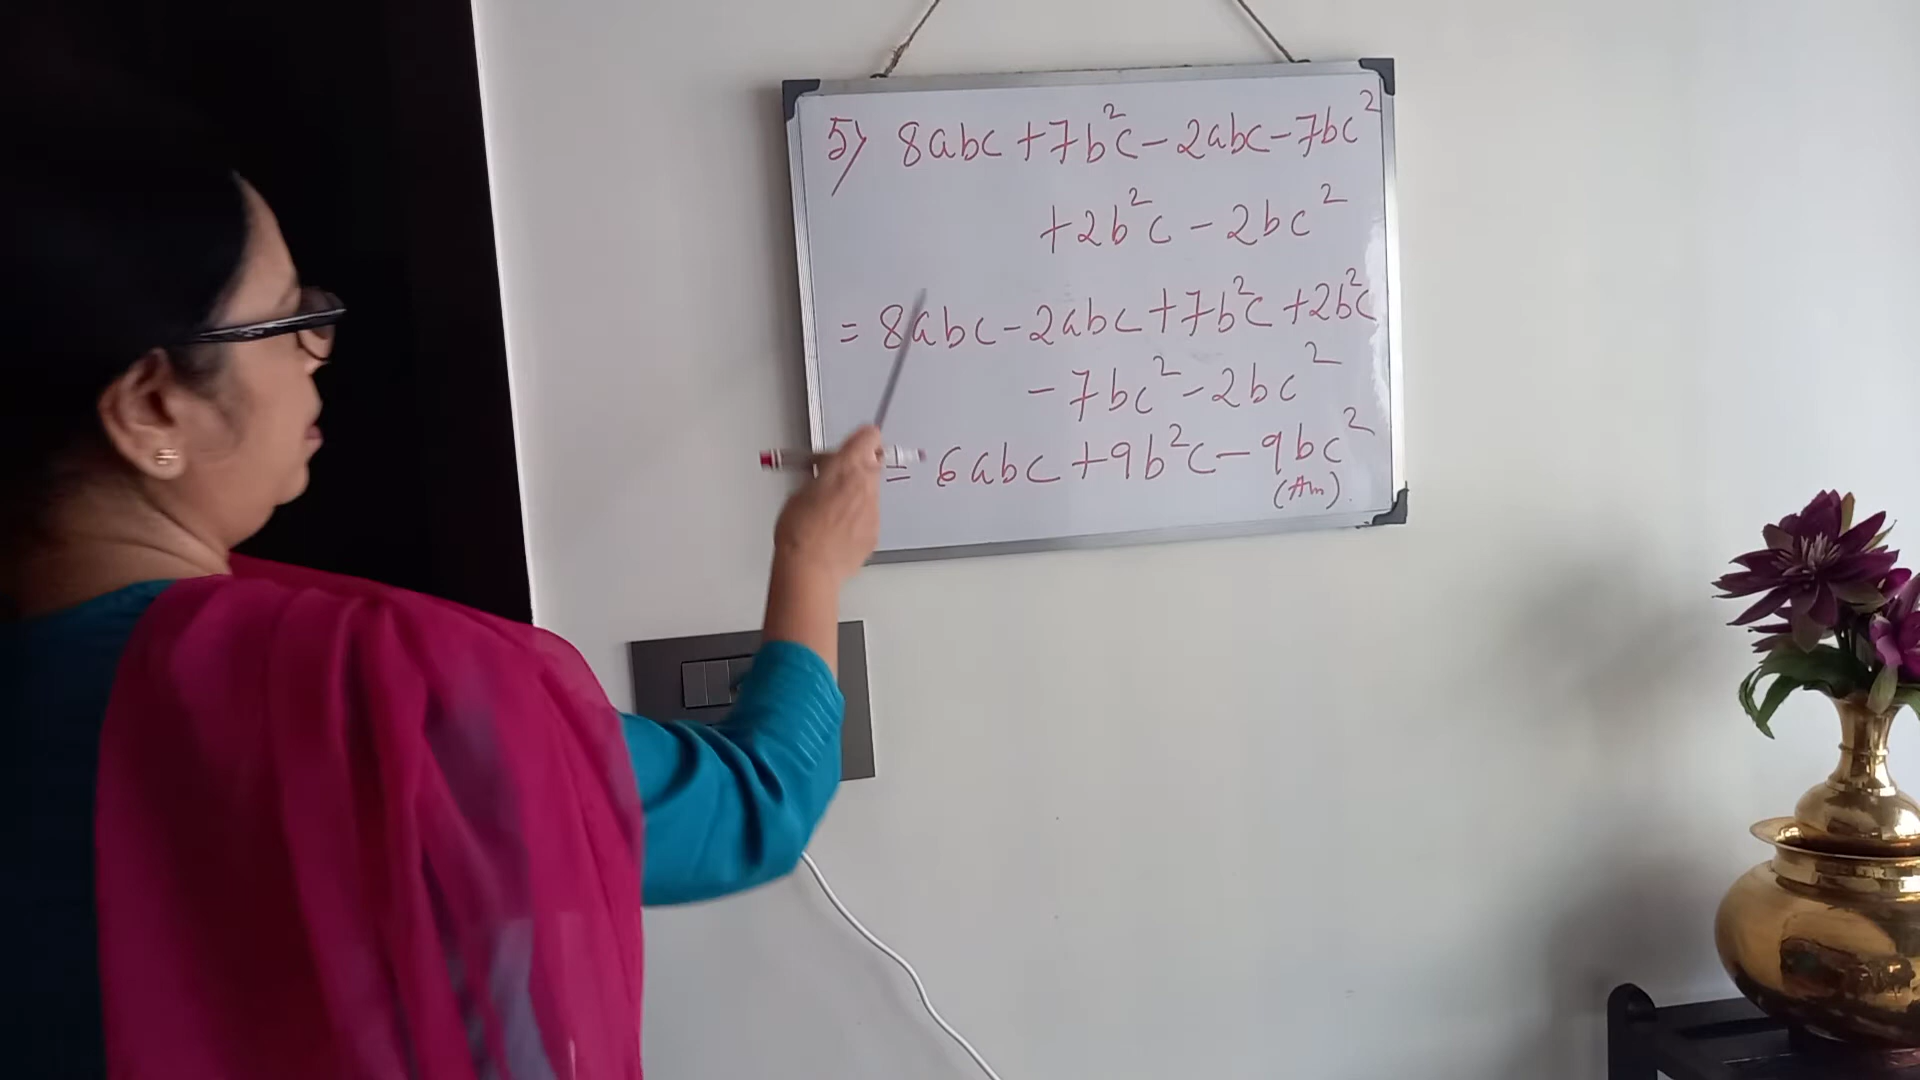 5) 8abc + 7b²c - 2abc - 7bc²
+ 2b²c - 2bc²
= 8abc - 2abc + 7b²c + 2b²c
- 7bc² - 2bc²
= 6abc + 9b²c - 9bc²
(Ans).